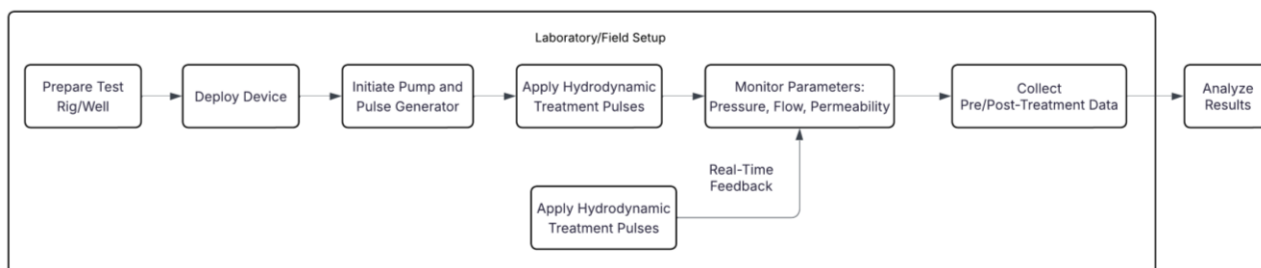 Laboratory/Field Setup
Prepare Test
Rig/Well
Deploy Device
Initiate Pump and
Pulse Generator
Apply Hydrodynamic
Treatment Pulses
Monitor Parameters:
Pressure, Flow, Permeability
Collect
Pre/Post-Treatment Data
Analyze
Results
Real-Time
Feedback
Apply Hydrodynamic
Treatment Pulses